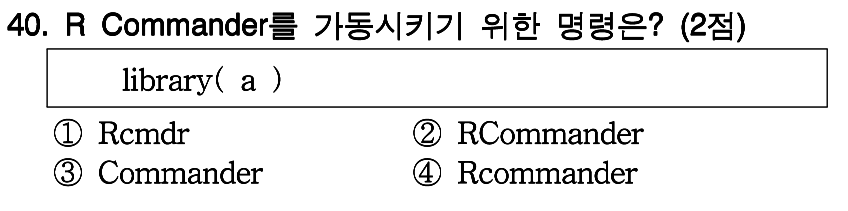 40. R Commander를 가동시키기 위한 명령은? (2점)
library( a )
① Rcmdr ② RCommander
③ Commander ④ Rcommander